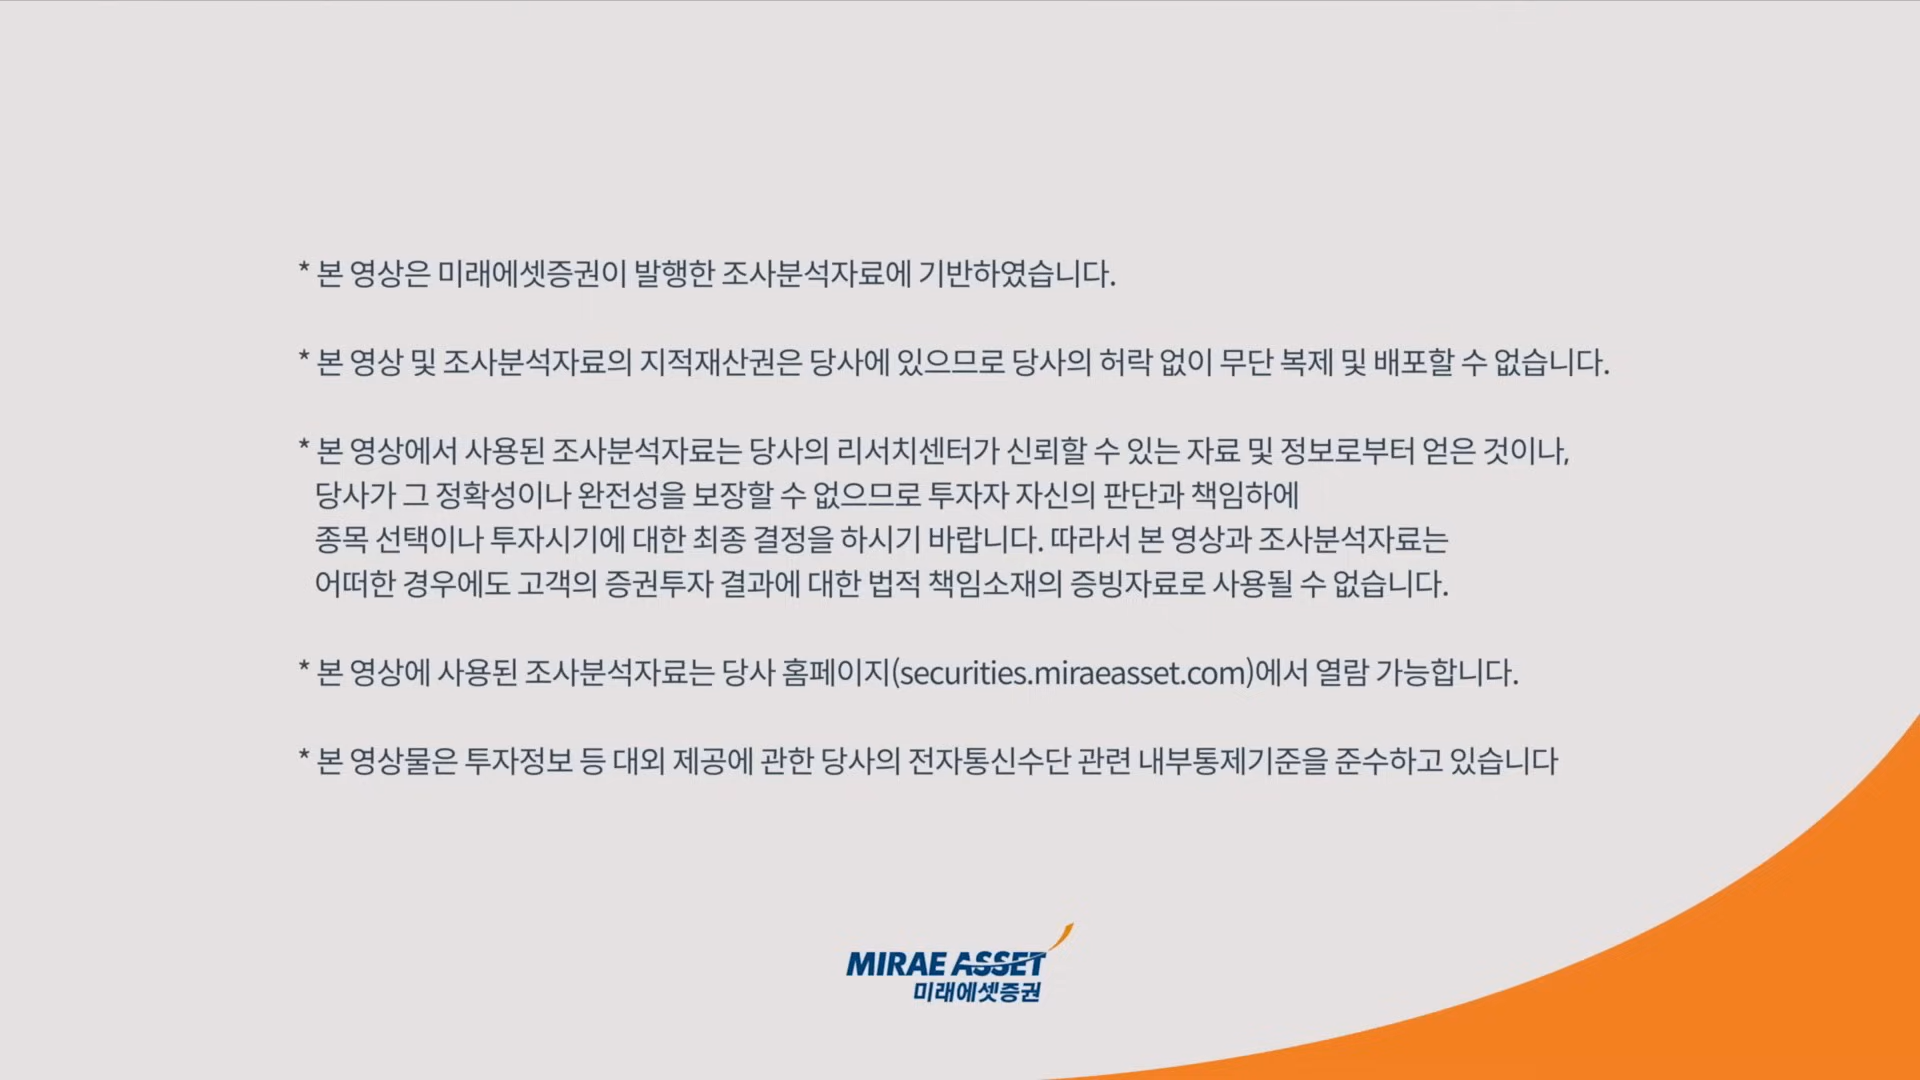 * 본 영상은 미래에셋증권이 발행한 조사분석자료에 기반하였습니다.
* 본 영상 및 조사분석자료의 지적재산권은 당사에 있으므로 당사의 허락 없이 무단 복제 및 배포할 수 없습니다.
* 본 영상에서 사용된 조사분석자료는 당사의 리서치센터가 신뢰할 수 있는 자료 및 정보로부터 얻은 것이나,
당사가 그 정확성이나 완전성을 보장할 수 없으므로 투자자 자신의 판단과 책임하에
종목 선택이나 투자시기에 대한 최종 결정을 하시기 바랍니다. 따라서 본 영상과 조사분석자료는
어떠한 경우에도 고객의 증권투자 결과에 대한 법적 책임소재의 증빙자료로 사용될 수 없습니다.
* 본 영상에 사용된 조사분석자료는 당사 홈페이지(securities.miraeasset.com)에서 열람 가능합니다.
* 본 영상물은 투자정보 등 대외 제공에 관한 당사의 전자통신수단 관련 내부통제기준을 준수하고 있습니다
MIRAE ASSET
미래에셋증권